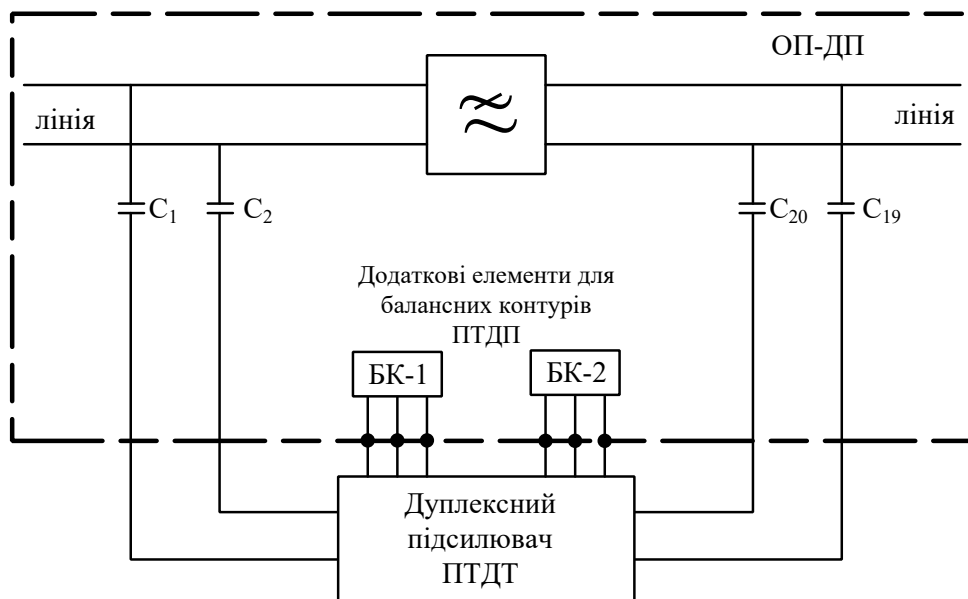 ОП-ДП
лінія
лінія
C1
C2
C20
C19
Додаткові елементи для
балансних контурів
ПТДП
БК-1
БК-2
Дуплексний
підсилювач
ПТДТ